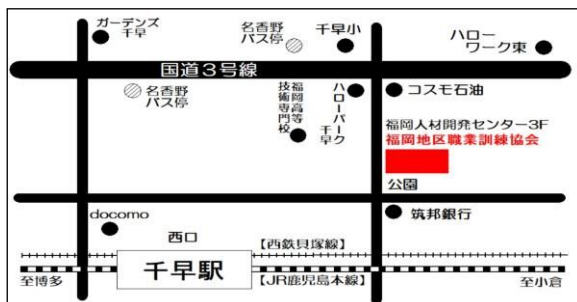 ガーデンズ
千早
名香野
バス停
千早小
ハロー
ワーク東
国道3号線
名香野
バス停
福岡高等
技術専門校
ハローパーク
千早
コスモ石油
福岡人材開発センター3F
福岡地区職業訓練協会
公園
docomo
西口
筑邦銀行
【西鉄貝塚線】
千早駅
至博多
【JR鹿児島本線】
至小倉